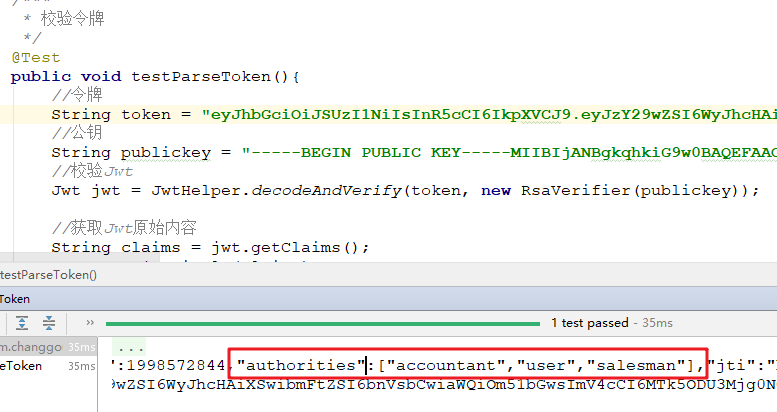 /***
* 校验令牌
*/
@Test
public void testParseToken(){
//令牌
String token = "eyJhbGciOiJSUzI1NiIsInR5cCI6IkpXVCJ9.eyJzY29wZSI6WyJhcHAi
//公钥
String publickey = "-----BEGIN PUBLIC KEY-----MIIBIjANBgkqhkiG9w0BAQEFAAO
//校验Jwt
Jwt jwt = JwtHelper.decodeAndVerify(token, new RsaVerifier(publickey));
//获取Jwt原始内容
String claims = jwt.getClaims();
testParseToken()
Token
» 1 test passed - 35ms
m.changgo 35ms ...
eToken 35ms ":1998572844,"authorities":["accountant","user","salesman"],"jti":"
9wZSI6WyJhcHAiXSwibmFtZSI6bnVsbCwiaWQiOm51bGwsImV4cCI6MTk5ODU3Mjg0N